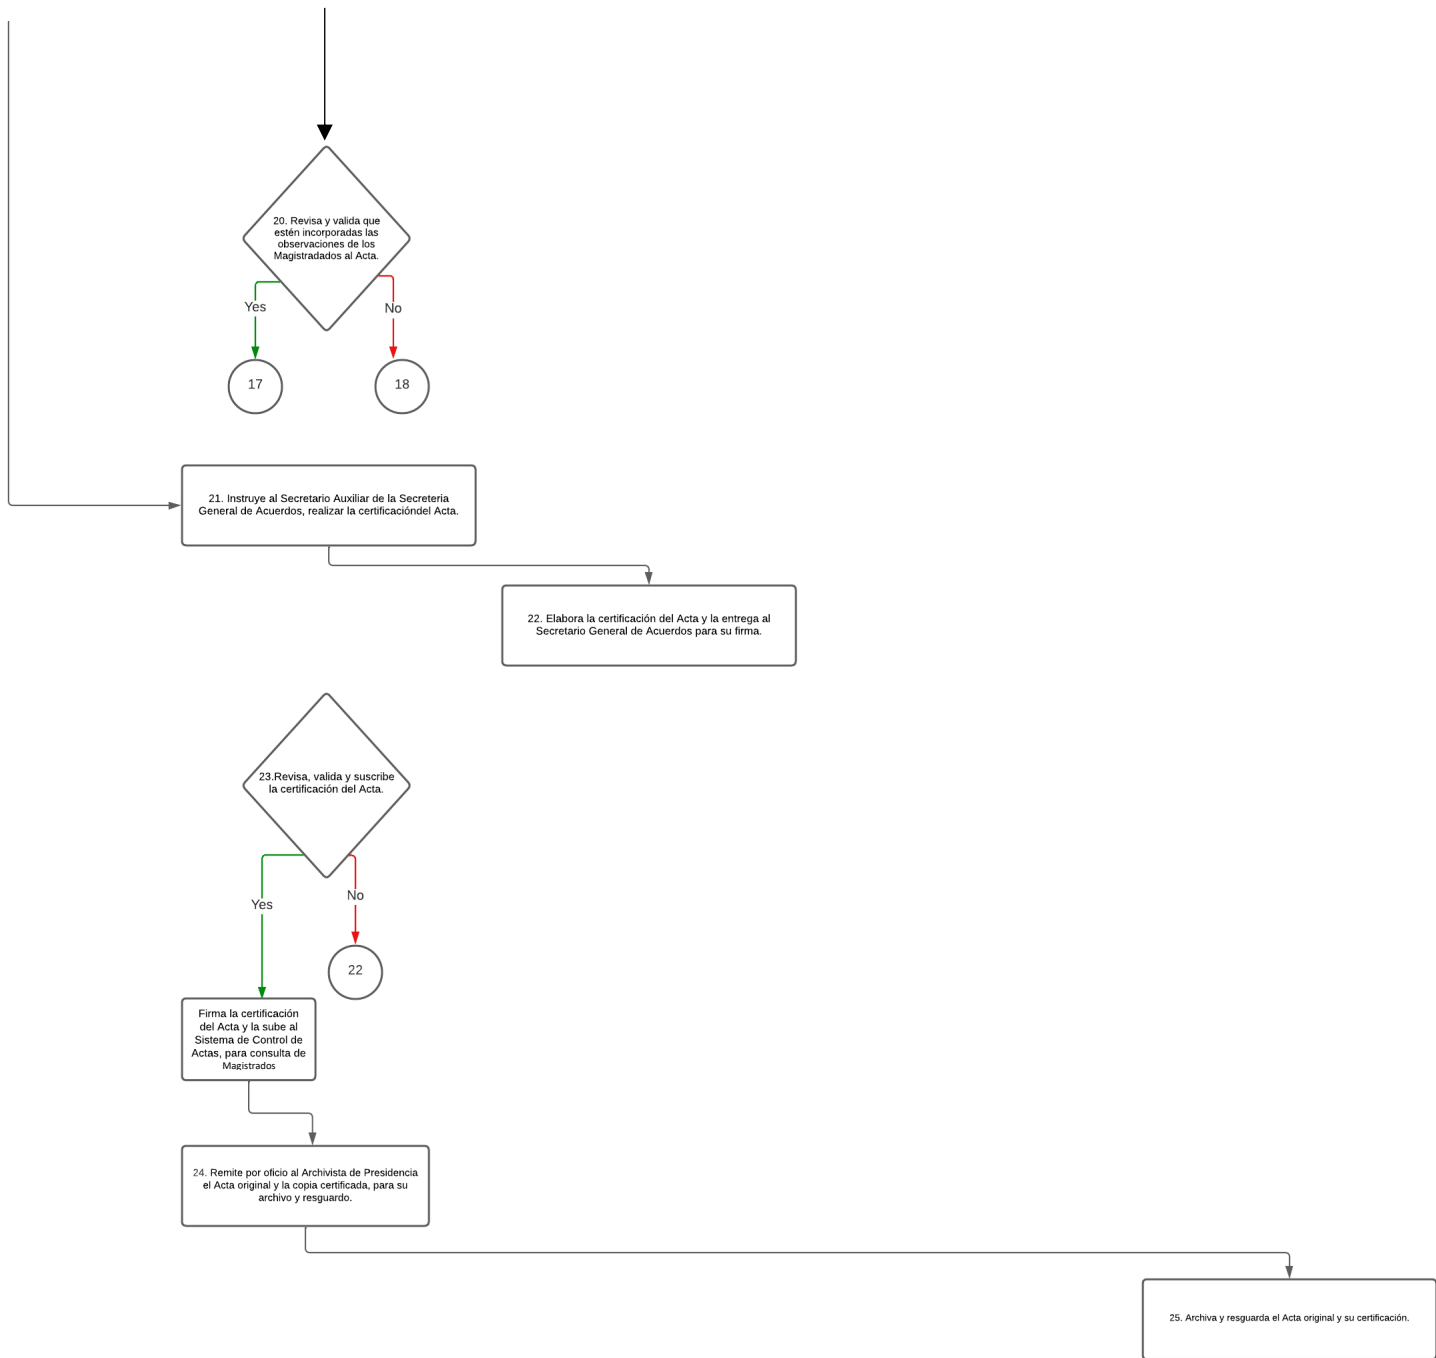 20. Revisa y valida que
estén incorporadas las
observaciones de los
Magistradados al Acta.
Yes
No
17
18
21. Instruye al Secretario Auxiliar de la Secreteria
General de Acuerdos, realizar la certificacióndel Acta.
22. Elabora la certificación del Acta y la entrega al
Secretario General de Acuerdos para su firma.
23.Revisa, valida y suscribe
la certificación del Acta.
Yes
No
22
Firma la certificación
del Acta y la sube al
Sistema de Control de
Actas, para consulta de
Magistrados
24. Remite por oficio al Archivista de Presidencia
el Acta original y la copia certificada, para su
archivo y resguardo.
25. Archiva y resguarda el Acta original y su certificación.